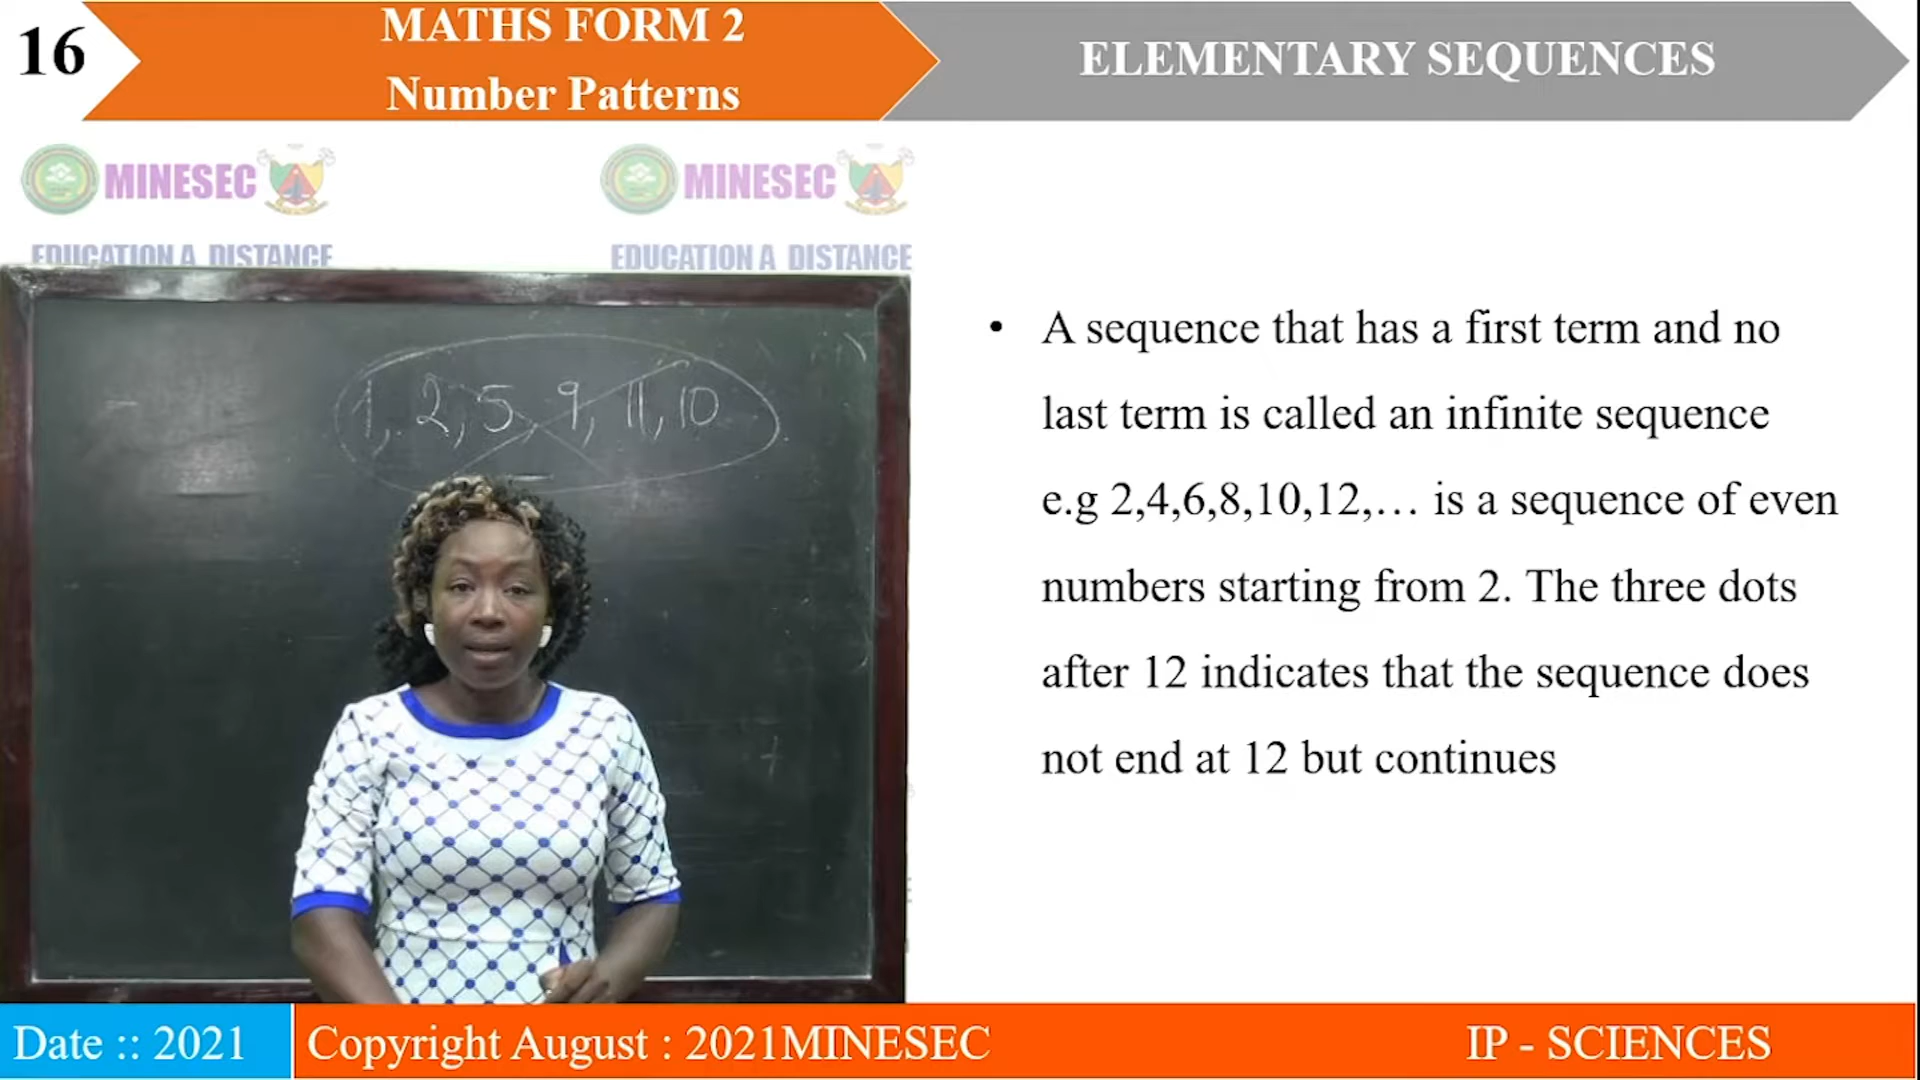 16
MATHS FORM 2
Number Patterns
ELEMENTARY SEQUENCES
MINESEC
MINESEC
EDUCATION A DISTANCE
EDUCATION A DISTANCE
1, 2, 5, 9, 11, 10
• A sequence that has a first term and no
last term is called an infinite sequence
e.g 2,4,6,8,10,12,… is a sequence of even
numbers starting from 2. The three dots
after 12 indicates that the sequence does
not end at 12 but continues
Date :: 2021
Copyright August : 2021MINESEC
IP - SCIENCES